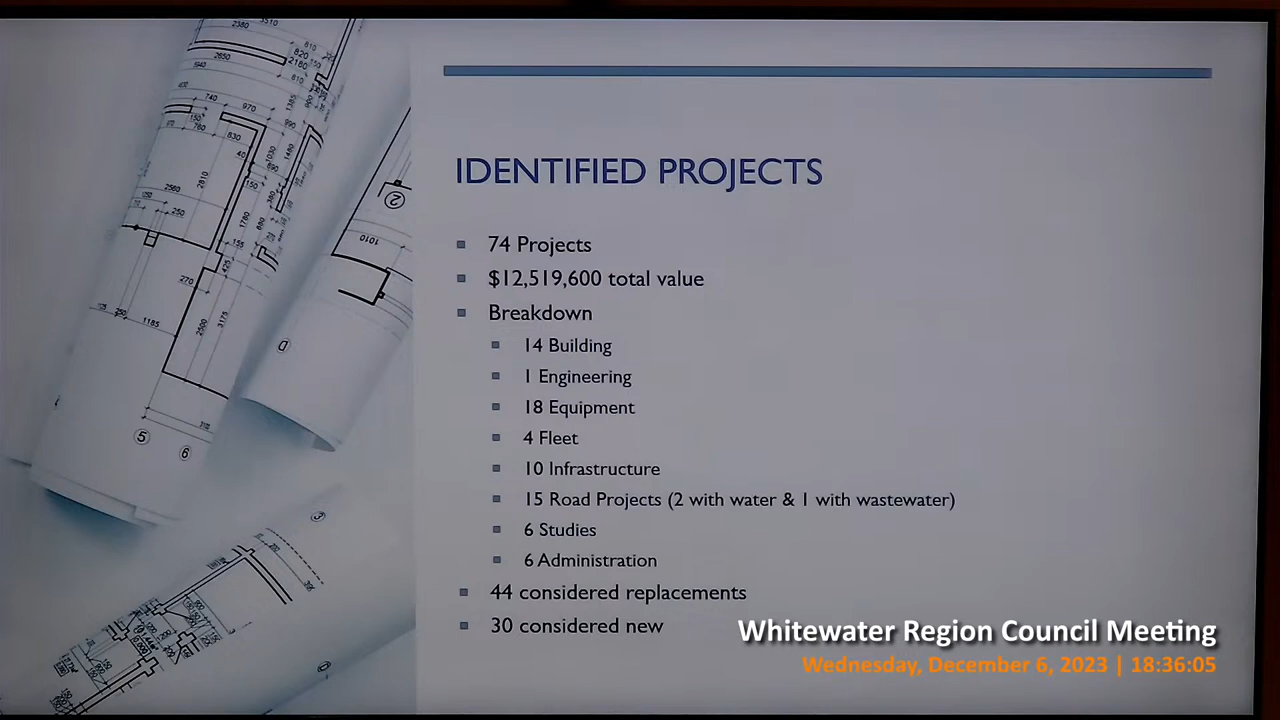 IDENTIFIED PROJECTS
74 Projects
$12,519,600 total value
Breakdown
14 Building
1 Engineering
18 Equipment
4 Fleet
10 Infrastructure
15 Road Projects (2 with water & 1 with wastewater)
6 Studies
6 Administration
44 considered replacements
30 considered new
Whitewater Region Council Meeting
Wednesday, December 6, 2023 | 18:36:05